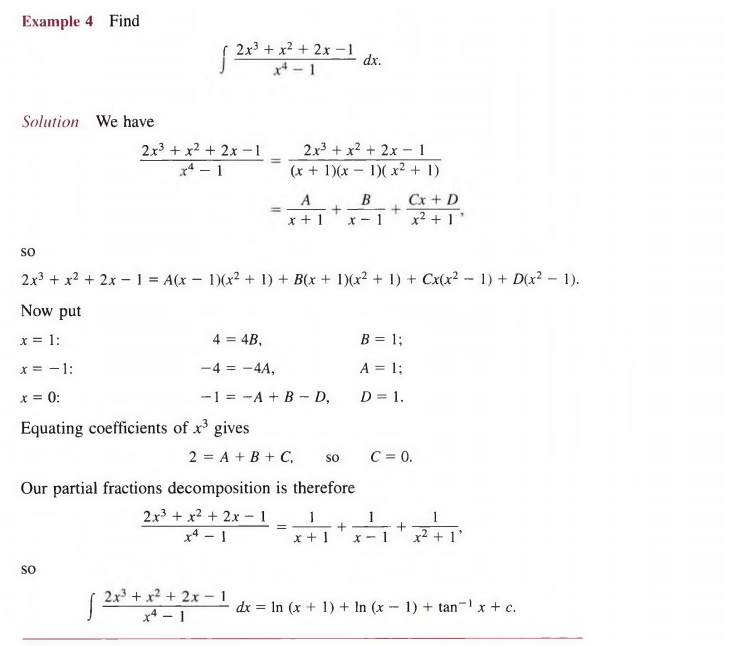 Example 4 Find
∫ (2x³ + x² + 2x −1)/(x⁴ − 1) dx.
Solution We have
(2x³ + x² + 2x −1)/(x⁴ − 1) = (2x³ + x² + 2x − 1)/((x + 1)(x − 1)( x² + 1))
= A/(x + 1) + B/(x − 1) + (Cx + D)/(x² + 1),
so
2x³ + x² + 2x − 1 = A(x − 1)(x² + 1) + B(x + 1)(x² + 1) + Cx(x² − 1) + D(x² − 1).
Now put
x = 1: 4 = 4B, B = 1;
x = −1: −4 = −4A, A = 1;
x = 0: −1 = −A + B − D, D = 1.
Equating coefficients of x³ gives
2 = A + B + C, so C = 0.
Our partial fractions decomposition is therefore
(2x³ + x² + 2x − 1)/(x⁴ − 1) = 1/(x + 1) + 1/(x − 1) + 1/(x² + 1),
so
∫ (2x³ + x² + 2x − 1)/(x⁴ − 1) dx = ln (x + 1) + ln (x − 1) + tan⁻¹ x + c.